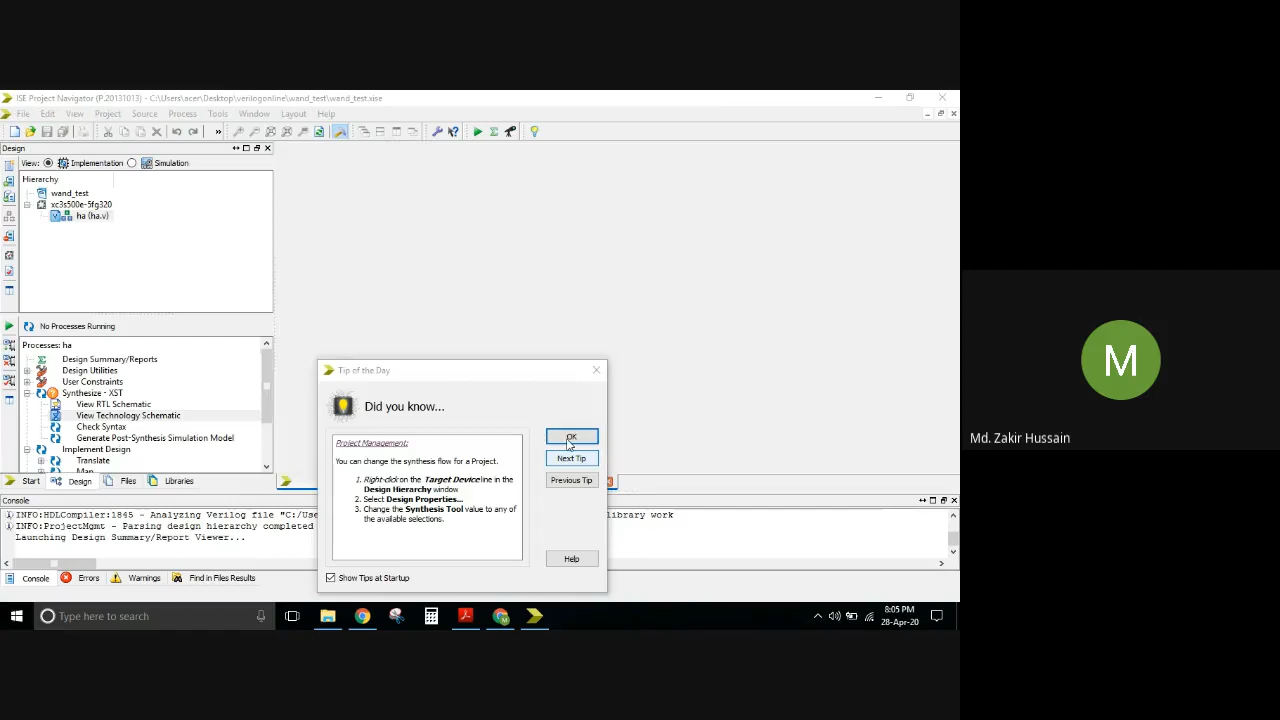 ISE Project Navigator (P.20131013) - C:\Users\acer\Desktop\verilogonline\wand_test\wand_test.xise
File Edit View Project Source Process Tools Window Layout Help
Design
View: Implementation Simulation
Hierarchy
wand_test
xc3s500e-5fg320
ha (ha.v)
No Processes Running
Processes: ha
Design Summary/Reports
Design Utilities
User Constraints
Synthesize - XST
View RTL Schematic
View Technology Schematic
Check Syntax
Generate Post-Synthesis Simulation Model
Implement Design
Translate
Map
Start Design Files Libraries
Tip of the Day
Did you know...
Project Management:
You can change the synthesis flow for a Project.
1. Right-click on the Target Device line in the
Design Hierarchy window
2. Select Design Properties...
3. Change the Synthesis Tool value to any of
the available selections.
OK
Next Tip
Previous Tip
Help
Show Tips at Startup
Console
INFO:HDLCompiler:1845 - Analyzing Verilog file "C:/Use library work
INFO:ProjectMgmt - Parsing design hierarchy completed
Launching Design Summary/Report Viewer...
Console Errors Warnings Find in Files Results
Type here to search
8:05 PM
28-Apr-20
M
Md. Zakir Hussain